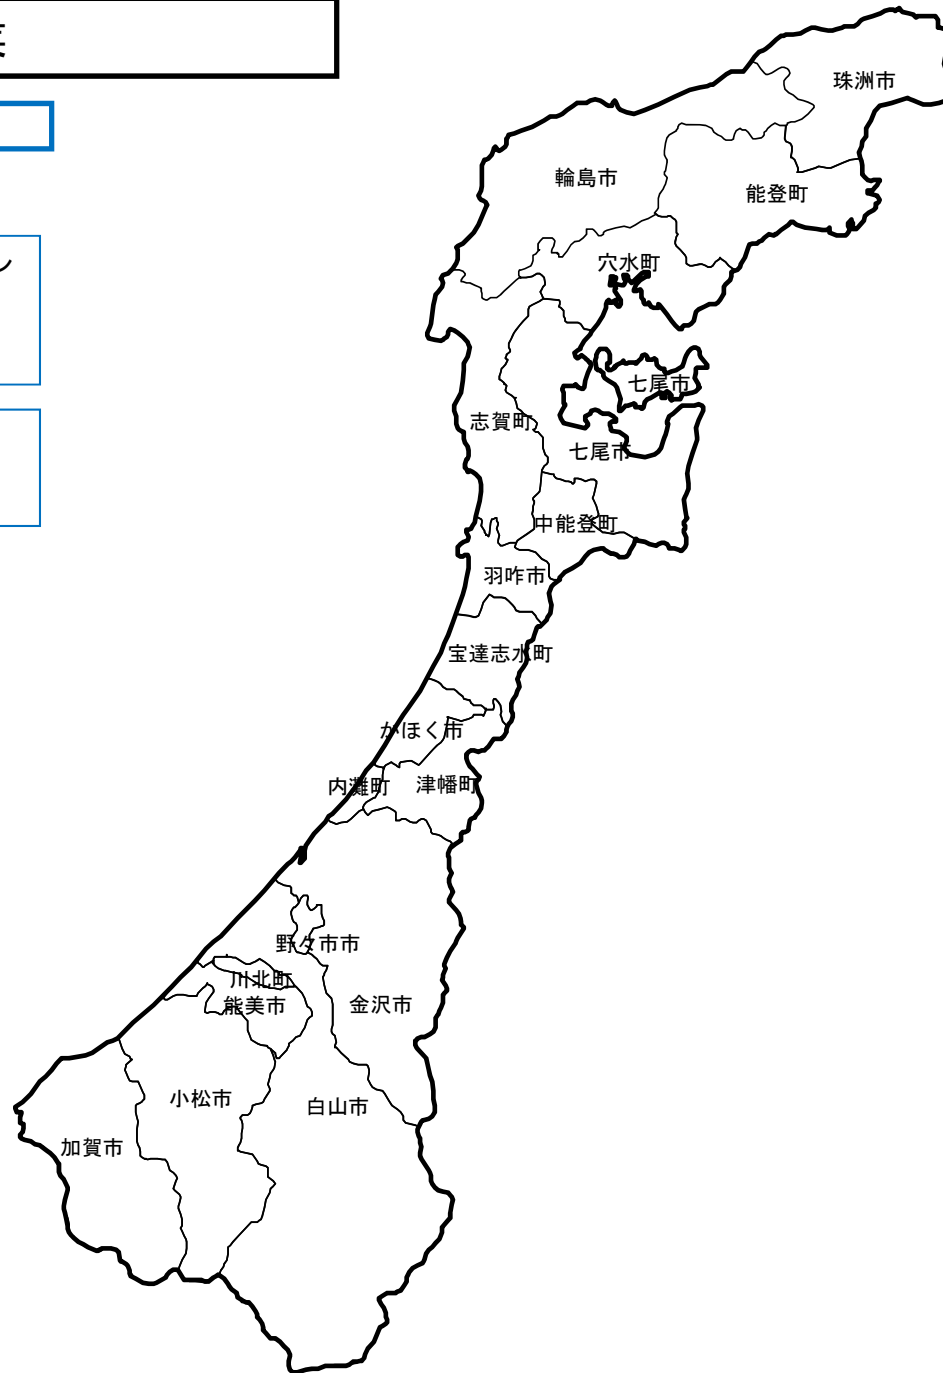 珠洲市
輪島市
能登町
穴水町
七尾市
志賀町
七尾市
中能登町
羽咋市
宝達志水町
かほく市
内灘町
津幡町
野々市市
川北町
能美市
金沢市
小松市
白山市
加賀市